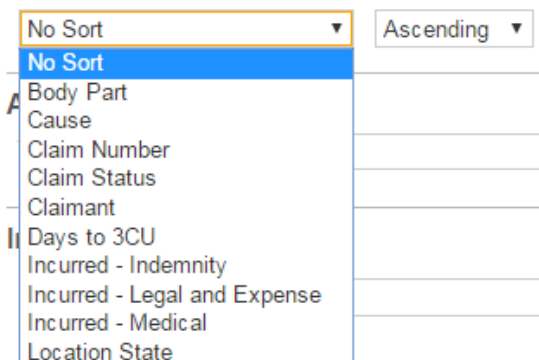 No Sort ▼ Ascending ▼
No Sort
Body Part
Cause
Claim Number
Claim Status
Claimant
Days to 3CU
Incurred - Indemnity
Incurred - Legal and Expense
Incurred - Medical
Location State